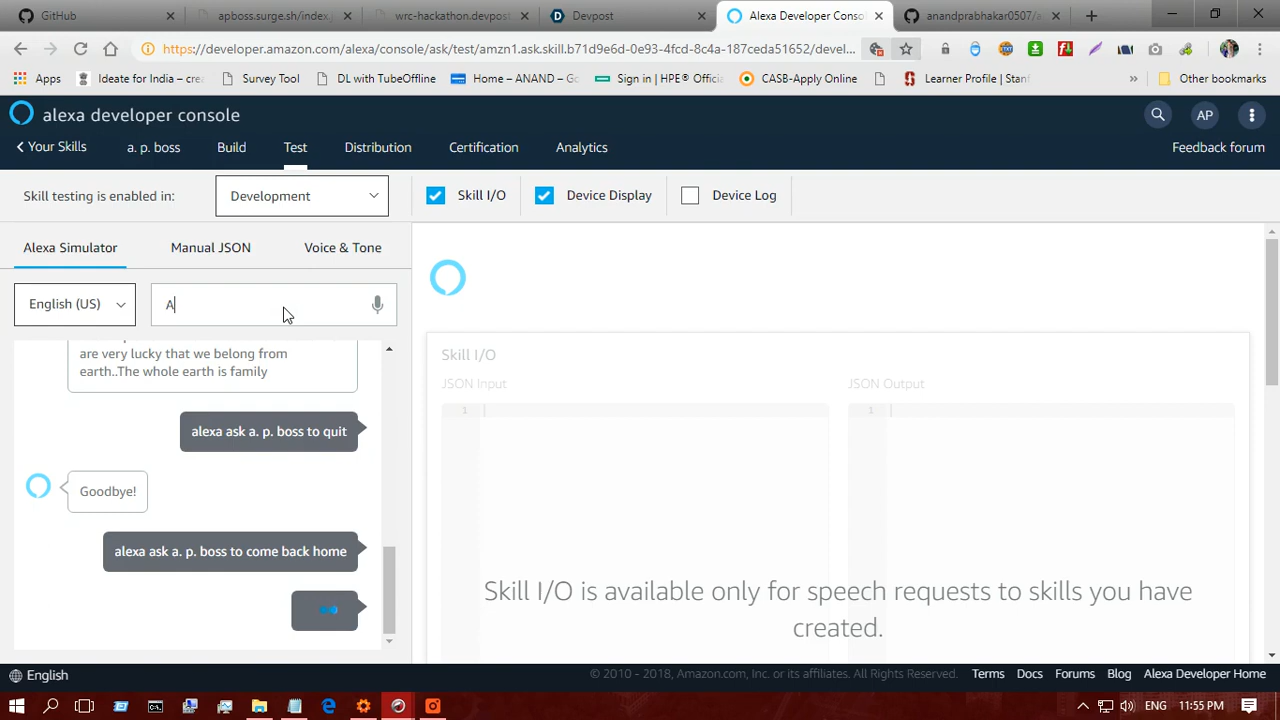 GitHub
apboss.surge.sh/index.j
wrc-hackathon.devpost
Devpost
Alexa Developer Conso
anandprabhakar0507/a
https://developer.amazon.com/alexa/console/ask/test/amzn1.ask.skill.b71d9e6d-0e93-4fcd-8c4a-187ceda51652/devel...
Apps
Ideate for India – cre
Survey Tool
DL with TubeOffline
Home – ANAND – Go
Sign in | HPE® Offic
CASB-Apply Online
Learner Profile | Stanf
Other bookmarks
alexa developer console
AP
Your Skills
a. p. boss
Build
Test
Distribution
Certification
Analytics
Feedback forum
Skill testing is enabled in:
Development
Skill I/O
Device Display
Device Log
Alexa Simulator
Manual JSON
Voice & Tone
English (US)
A
are very lucky that we belong from
earth..The whole earth is family
alexa ask a. p. boss to quit
Goodbye!
alexa ask a. p. boss to come back home
Skill I/O
JSON Input
JSON Output
1
1
Skill I/O is available only for speech requests to skills you have
created.
English
© 2010 - 2018, Amazon.com, Inc. or its affiliates. All Rights Reserved.
Terms
Docs
Forums
Blog
Alexa Developer Home
ENG
11:55 PM